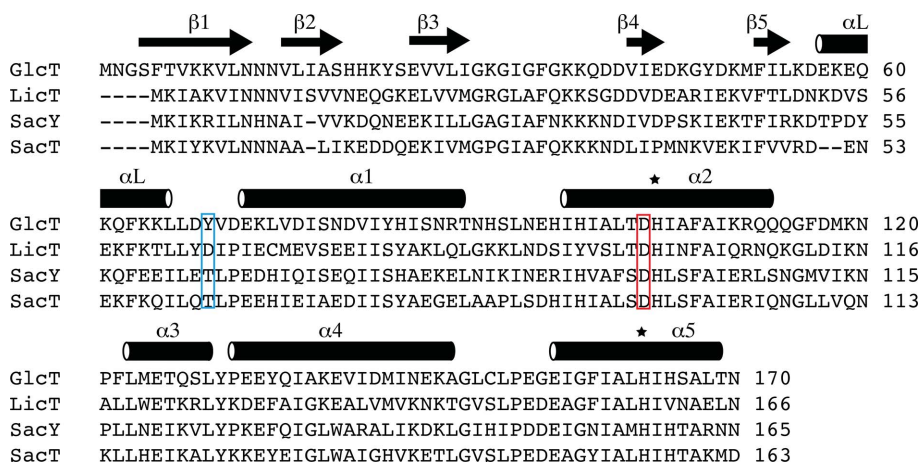 β1 β2 β3 β4 β5 αL
GlcT MNGSFTVKKVLNNNVLIASHHKYSEVVLIGKGIGFGKKQDDVIEDKGYDKMFILKDEKEQ 60
LicT ----MKIAKVINNNVISVVNEQGKELVVMGRGLAFQKKSGDDVDEARIEKVFTLDNKDVS 56
SacY ----MKIKRILNHNAI-VVKDQNEEKILLGAGIAFNKKKNDIVDPSKIEKTFIRKDTPDY 55
SacT ----MKIYKVLNNNAA-LIKEDDQEKIVMGPGIAFQKKKNDLIPMNKVEKIFVVRD--EN 53
αL α1 ★ α2
GlcT KQFKKLLDYVDEKLVDISNDVIYHISNRTNHSLNEHIHIALTDHIAFAIKRQQQGFDMKN 120
LicT EKFKTLLYTIPIECMEVSEEIISYAKLQLGKKLNDSIYVSLTDHINFAIQRNQKGLDIKN 116
SacY KQFEEILETLPEDHIQISEQIISHAEKELNIKINERIHVAFSDHLSFAIERLSNGMVIKN 115
SacT EKFKQILQTLPEEHIEIAEDIISYAEGELAAPLSDHIHIALSDHLSFAIERIQNGLLVQN 113
α3 α4 ★ α5
GlcT PFLMETQSLYPEEYQIAKEVIDMINEKAGLCLPEGEIGFIALHIHSALTN 170
LicT ALLWETKRLYKDEFAIGKEALVMVKNKTGVSLPEDEAGFIALHIVNAELN 166
SacY PLLNEIKVLYPKEFQIGLWARALIKDKLGIHIPDDEIGNIAMHIHTARNN 165
SacT KLLHEIKALYKKEYEIGLWAIGHVKETLGVSLPEDEAGYIALHIHTAKMD 163